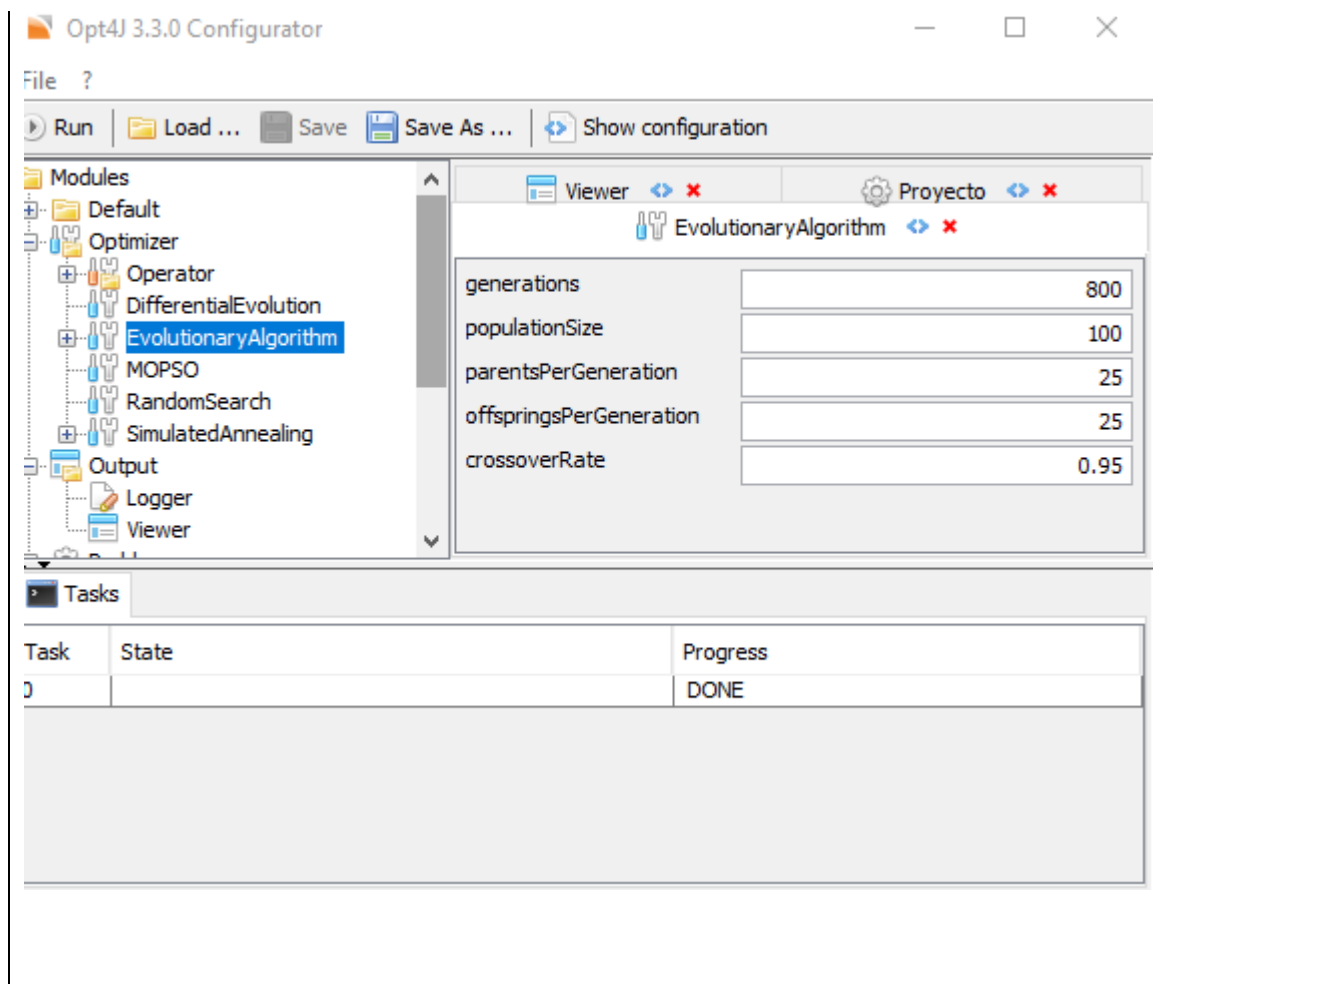 Opt4J 3.3.0 Configurator
File ?
Run Load ... Save Save As ... Show configuration
Modules
Default
Optimizer
Operator
DifferentialEvolution
EvolutionaryAlgorithm
MOPSO
RandomSearch
SimulatedAnnealing
Output
Logger
Viewer
Viewer Proyecto
EvolutionaryAlgorithm
generations 800
populationSize 100
parentsPerGeneration 25
offspringsPerGeneration 25
crossoverRate 0.95
Tasks
Task State Progress
0 DONE